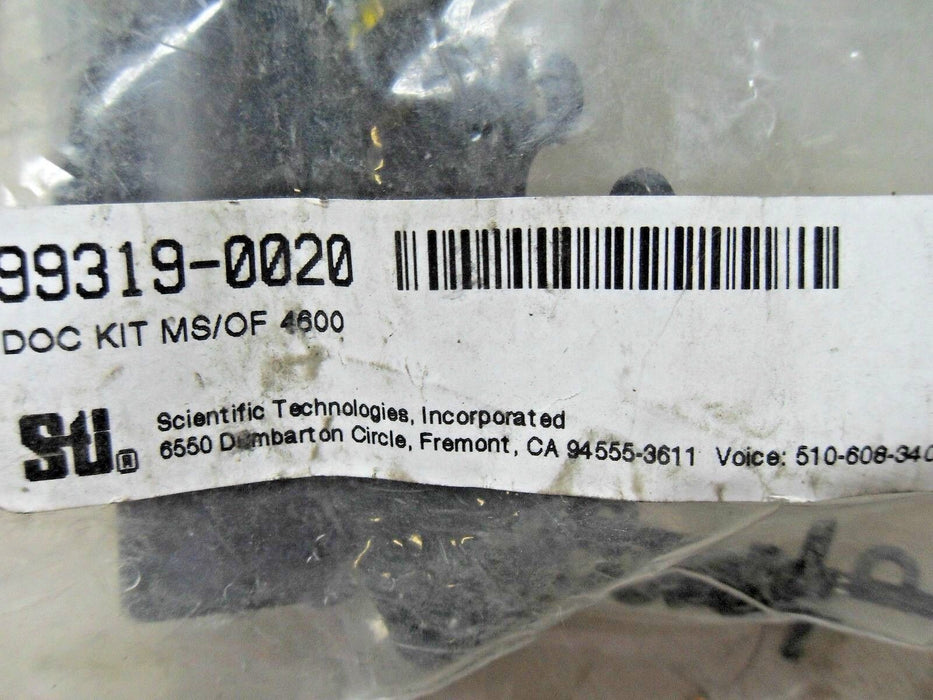 99319-0020
DOC KIT MS/OF 4600
STI®
Scientific Technologies, Incorporated
6550 Dumbarton Circle, Fremont, CA 94555-3611 Voice: 510-608-340